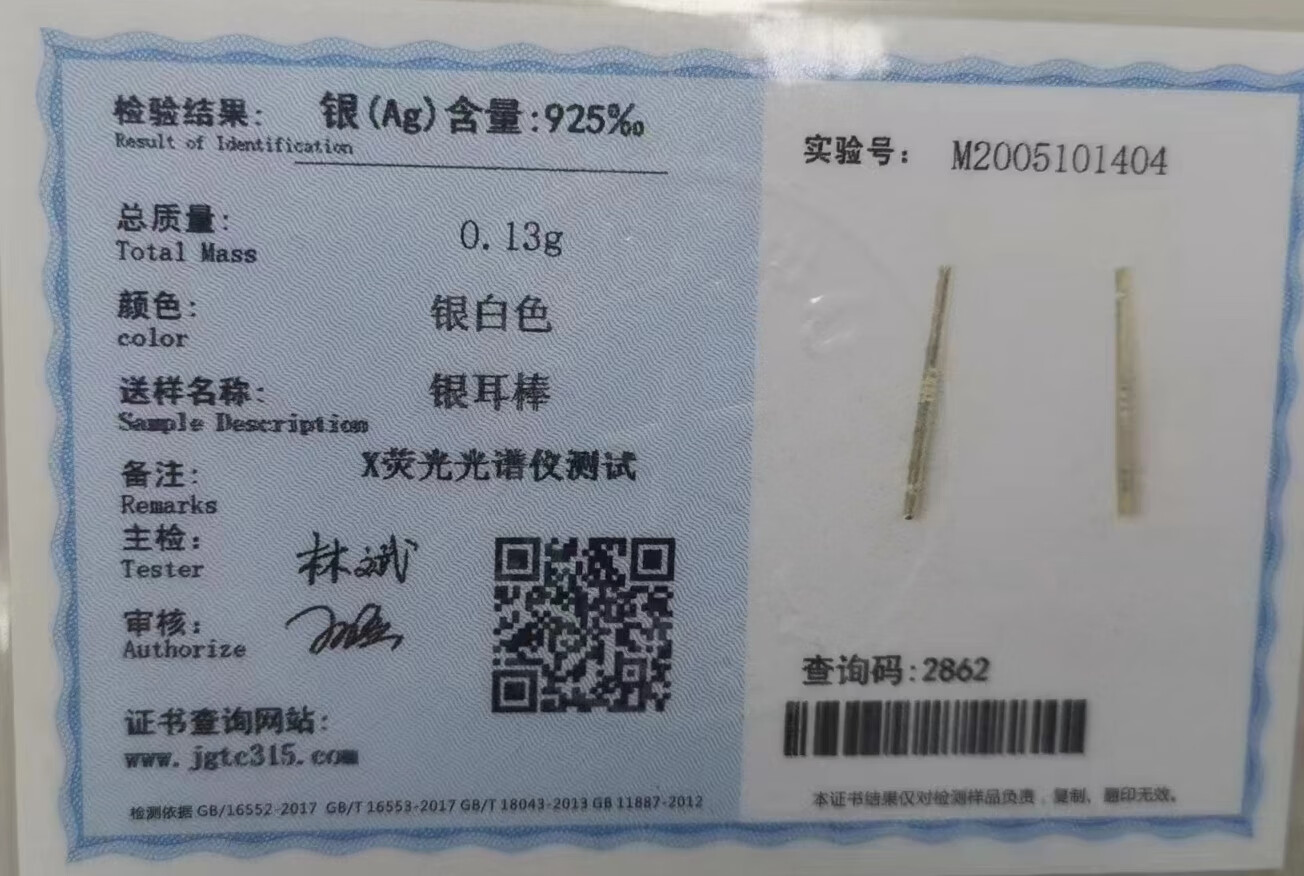 检验结果: 银(Ag)含量:925‰
Result of Identification
总质量: 0.13g
Total Mass
颜色: 银白色
color
送样名称: 银耳棒
Sample Description
备注: X荧光光谱仪测试
Remarks
主检: 林斌
Tester
审核:
Authorize
证书查询网站:
www.jgtc315.com
检测依据 GB/16552-2017 GB/T 16553-2017 GB/T 18043-2013 GB 11887-2012
实验号: M2005101404
查询码:2862
本证书结果仅对检测样品负责,复制、翻印无效。